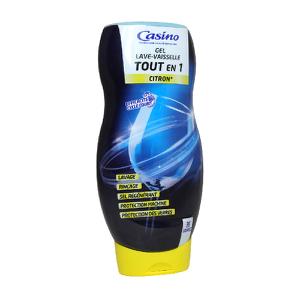 Casino
GEL
LAVE-VAISSELLE
TOUT EN 1
CITRON*
LAVAGE
RINÇAGE
SEL RÉGÉNÉRANT
PROTECTION MACHINE
PROTECTION DES VERRES